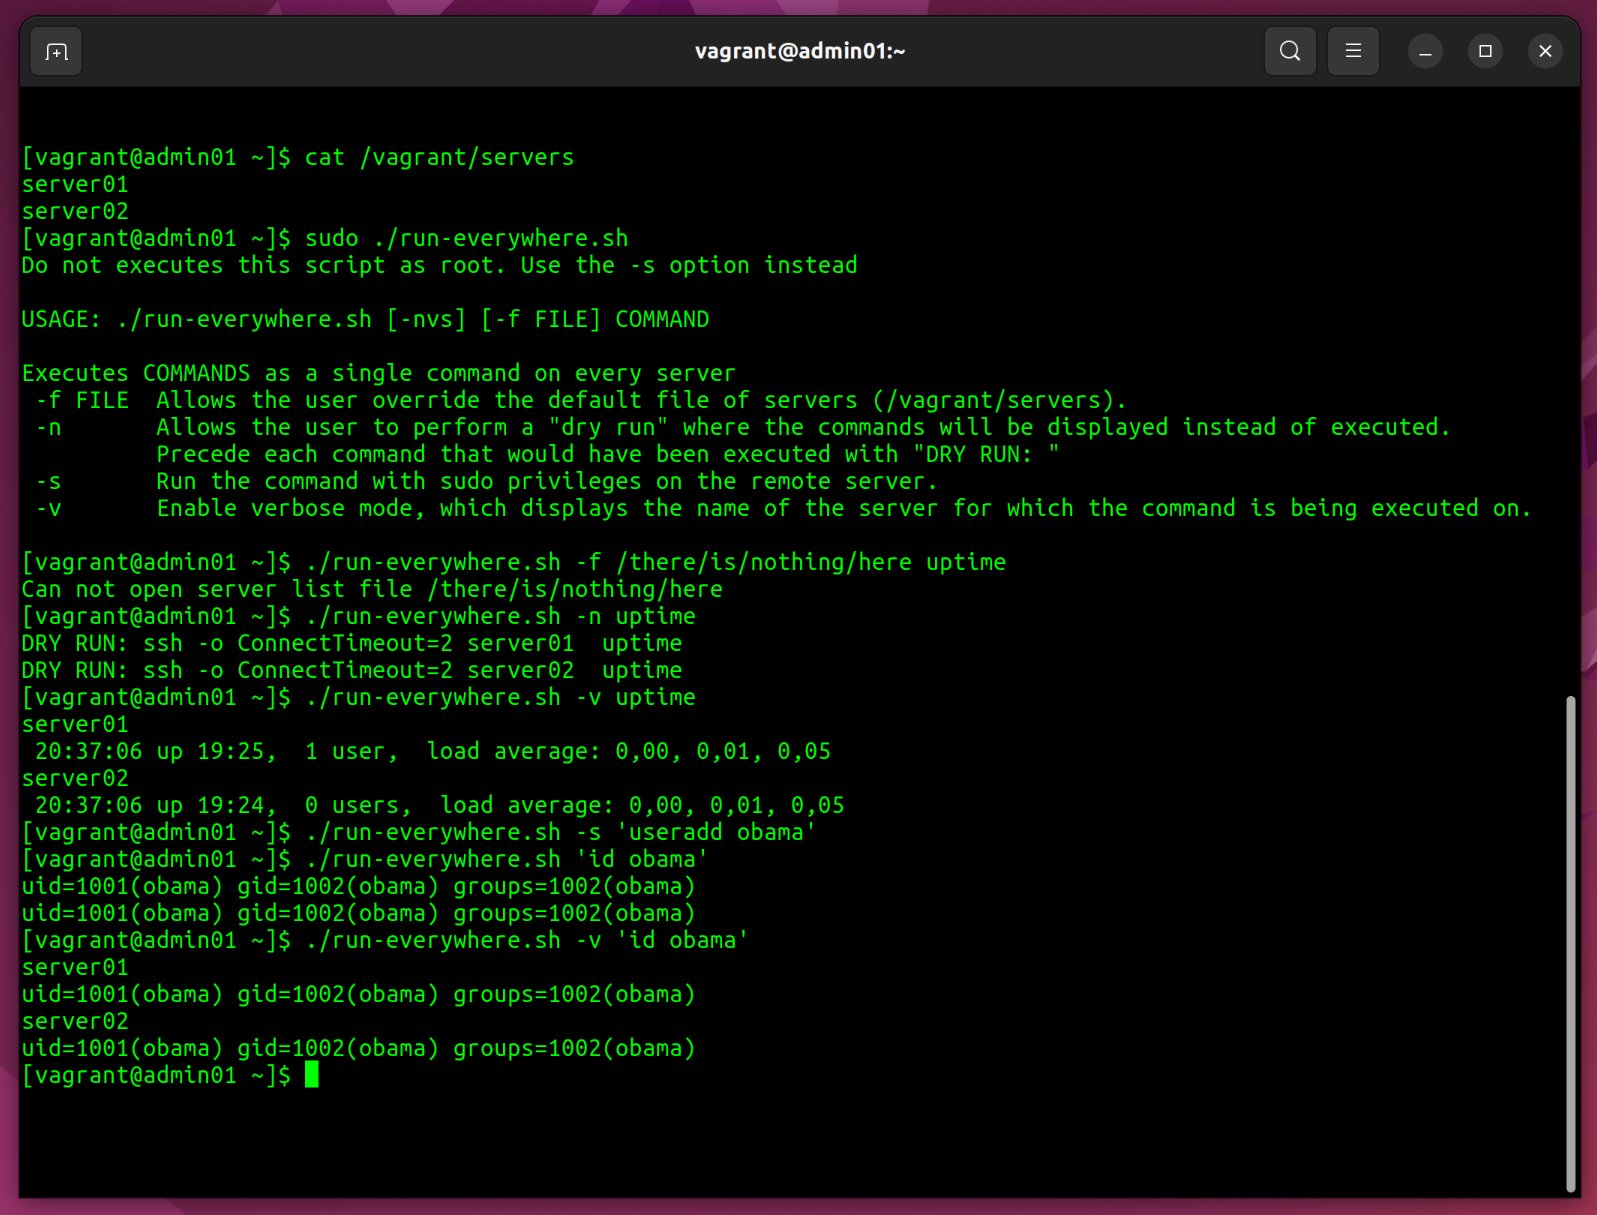 vagrant@admin01:~
[vagrant@admin01 ~]$ cat /vagrant/servers
server01
server02
[vagrant@admin01 ~]$ sudo ./run-everywhere.sh
Do not executes this script as root. Use the -s option instead
USAGE: ./run-everywhere.sh [-nvs] [-f FILE] COMMAND
Executes COMMANDS as a single command on every server
 -f FILE  Allows the user override the default file of servers (/vagrant/servers).
 -n       Allows the user to perform a "dry run" where the commands will be displayed instead of executed.
          Precede each command that would have been executed with "DRY RUN: "
 -s       Run the command with sudo privileges on the remote server.
 -v       Enable verbose mode, which displays the name of the server for which the command is being executed on.
[vagrant@admin01 ~]$ ./run-everywhere.sh -f /there/is/nothing/here uptime
Can not open server list file /there/is/nothing/here
[vagrant@admin01 ~]$ ./run-everywhere.sh -n uptime
DRY RUN: ssh -o ConnectTimeout=2 server01  uptime
DRY RUN: ssh -o ConnectTimeout=2 server02  uptime
[vagrant@admin01 ~]$ ./run-everywhere.sh -v uptime
server01
 20:37:06 up 19:25,  1 user,  load average: 0,00, 0,01, 0,05
server02
 20:37:06 up 19:24,  0 users,  load average: 0,00, 0,01, 0,05
[vagrant@admin01 ~]$ ./run-everywhere.sh -s 'useradd obama'
[vagrant@admin01 ~]$ ./run-everywhere.sh 'id obama'
uid=1001(obama) gid=1002(obama) groups=1002(obama)
uid=1001(obama) gid=1002(obama) groups=1002(obama)
[vagrant@admin01 ~]$ ./run-everywhere.sh -v 'id obama'
server01
uid=1001(obama) gid=1002(obama) groups=1002(obama)
server02
uid=1001(obama) gid=1002(obama) groups=1002(obama)
[vagrant@admin01 ~]$